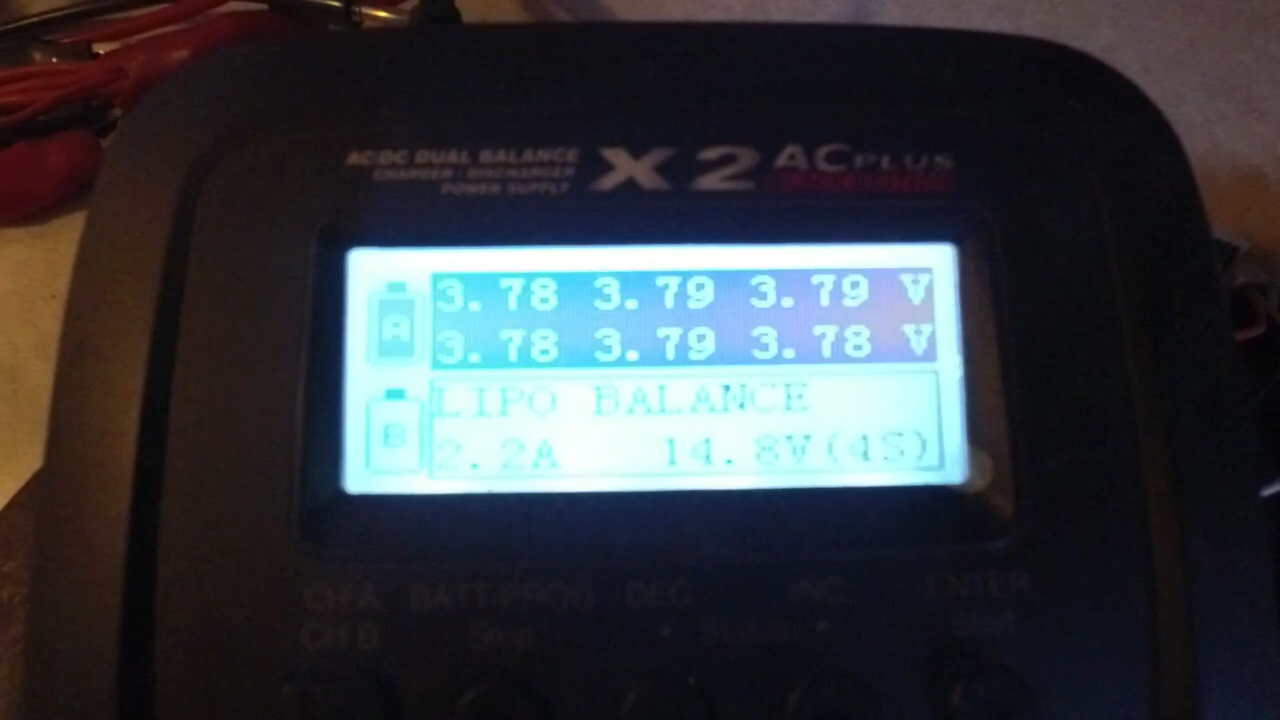 AC/DC DUAL BALANCE
CHARGER / DISCHARGER
POWER SUPPLY
X2 AC PLUS
A
3.78 3.79 3.79 V
3.78 3.79 3.78 V
B
LIPO BALANCE
2.2A 14.8V(4S)
CH A BATT/PROG DEC INC ENTER
CH B Stop Start